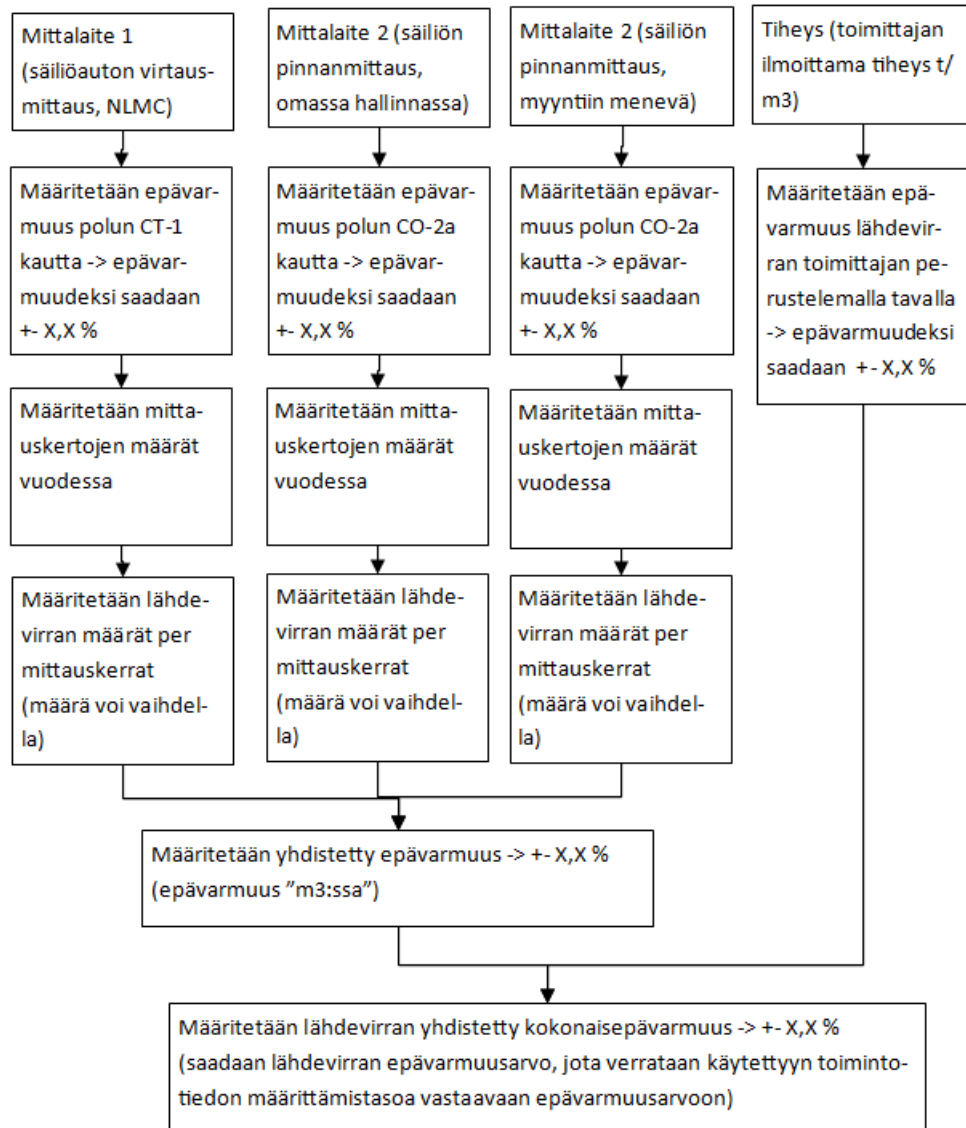 Mittalaite 1
(säiliöauton virtaus-
mittaus, NLMC)
Mittalaite 2 (säiliön
pinnanmittaus,
omassa hallinnassa)
Mittalaite 2 (säiliön
pinnanmittaus,
myyntiin menevä)
Tiheys (toimittajan
ilmoittama tiheys t/
m3)
Määritetään epävar-
muus polun CT-1
kautta -> epävar-
muudeksi saadaan
+- X,X %
Määritetään epävar-
muus polun CO-2a
kautta -> epävar-
muudeksi saadaan
+- X,X %
Määritetään epävar-
muus polun CO-2a
kautta -> epävar-
muudeksi saadaan
+- X,X %
Määritetään epä-
varmuus lähdevir-
ran toimittajan pe-
rustelemalla tavalla
-> epävarmuudeksi
saadaan +- X,X %
Määritetään mitta-
uskertojen määrät
vuodessa
Määritetään mitta-
uskertojen määrät
vuodessa
Määritetään mitta-
uskertojen määrät
vuodessa
Määritetään lähde-
virran määrät per
mittauskerrat
(määrä voi vaihdel-
la)
Määritetään lähde-
virran määrät per
mittauskerrat
(määrä voi vaihdel-
la)
Määritetään lähde-
virran määrät per
mittauskerrat
(määrä voi vaihdel-
la)
Määritetään yhdistetty epävarmuus -> +- X,X %
(epävarmuus ”m3:ssa”)
Määritetään lähdevirran yhdistetty kokonaisepävarmuus -> +- X,X %
(saadaan lähdevirran epävarmuusarvo, jota verrataan käytettyyn toiminto-
tiedon määrittämistasoa vastaavaan epävarmuusarvoon)